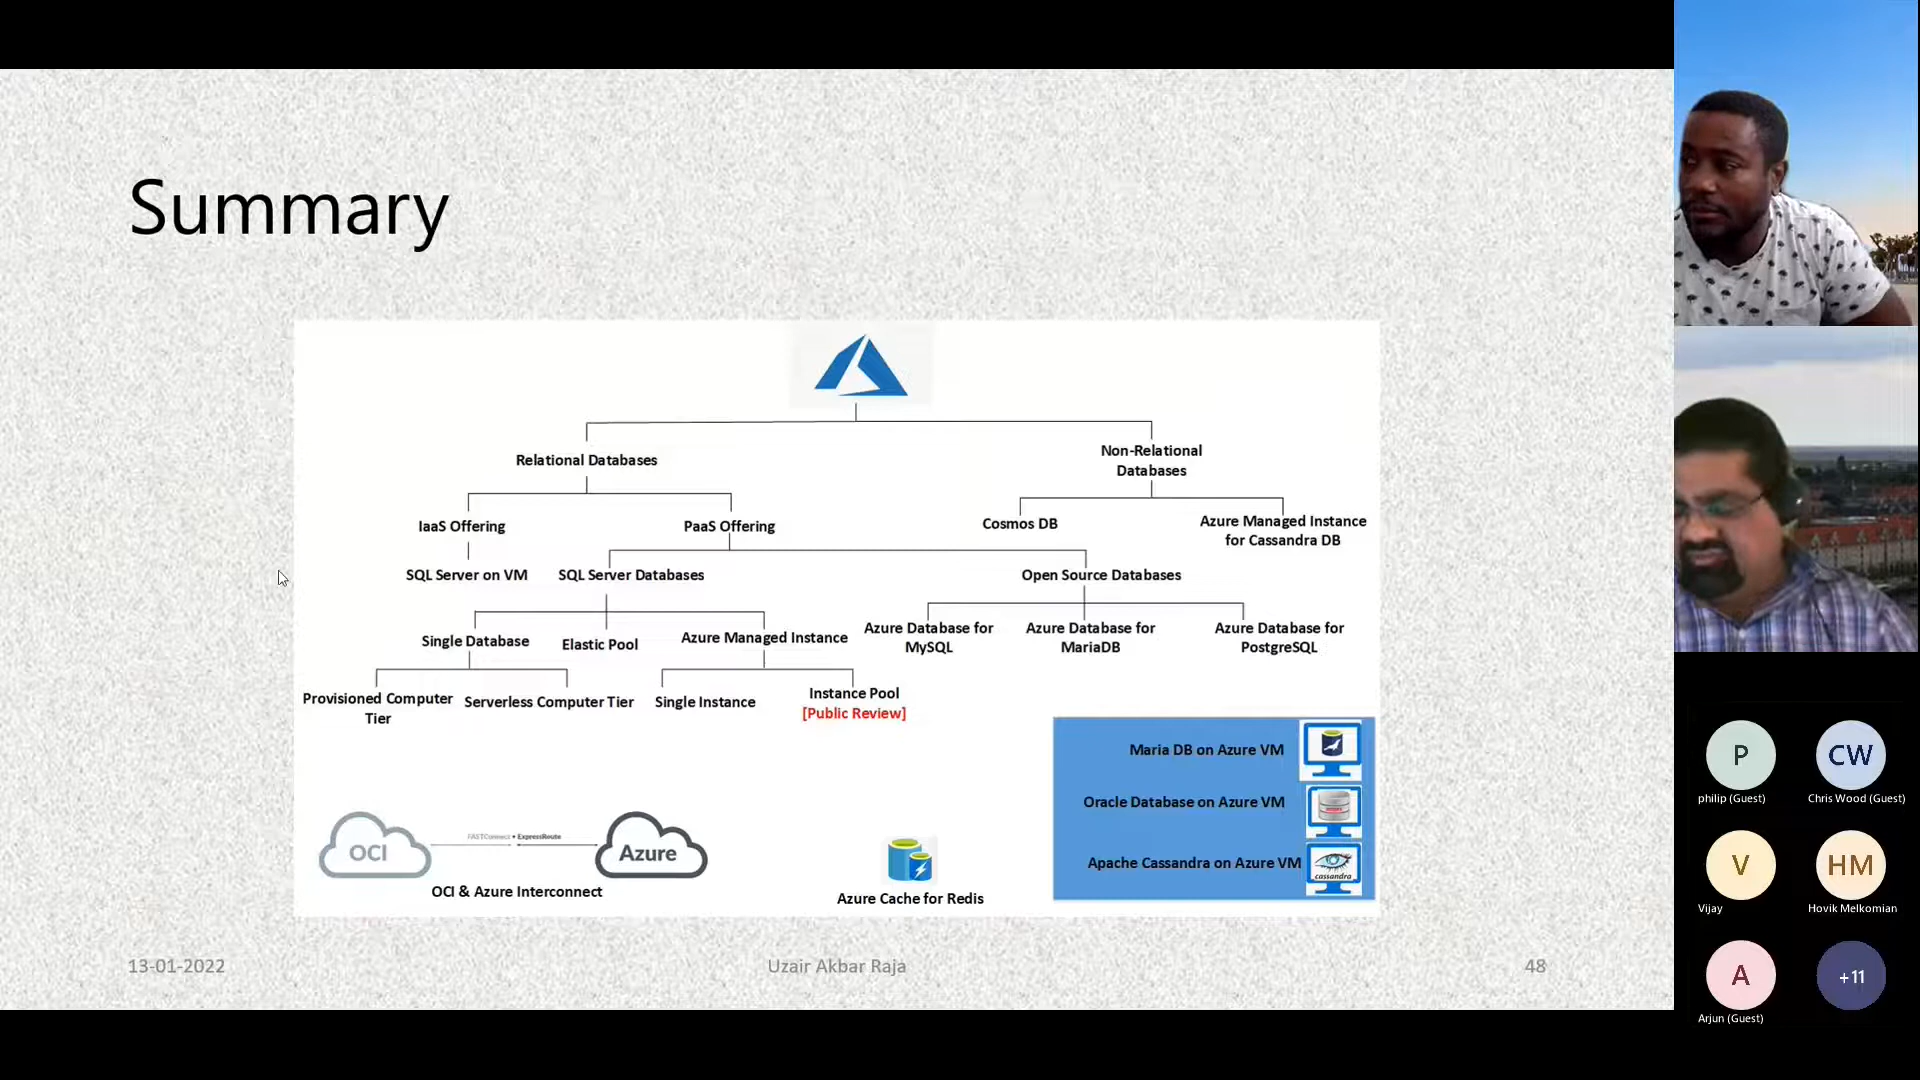 Summary
Relational Databases
Non-Relational
Databases
IaaS Offering
PaaS Offering
Cosmos DB
Azure Managed Instance
for Cassandra DB
SQL Server on VM
SQL Server Databases
Open Source Databases
Single Database
Elastic Pool
Azure Managed Instance
Azure Database for
MySQL
Azure Database for
MariaDB
Azure Database for
PostgreSQL
Provisioned Computer
Tier
Serverless Computer Tier
Single Instance
Instance Pool
[Public Review]
Maria DB on Azure VM
Oracle Database on Azure VM
Apache Cassandra on Azure VM
cassandra
OCI
FASTConnect • ExpressRoute
Azure
OCI & Azure Interconnect
Azure Cache for Redis
13-01-2022
Uzair Akbar Raja
48
P
philip (Guest)
CW
Chris Wood (Guest)
V
Vijay
HM
Hovik Melkomian
A
Arjun (Guest)
+11